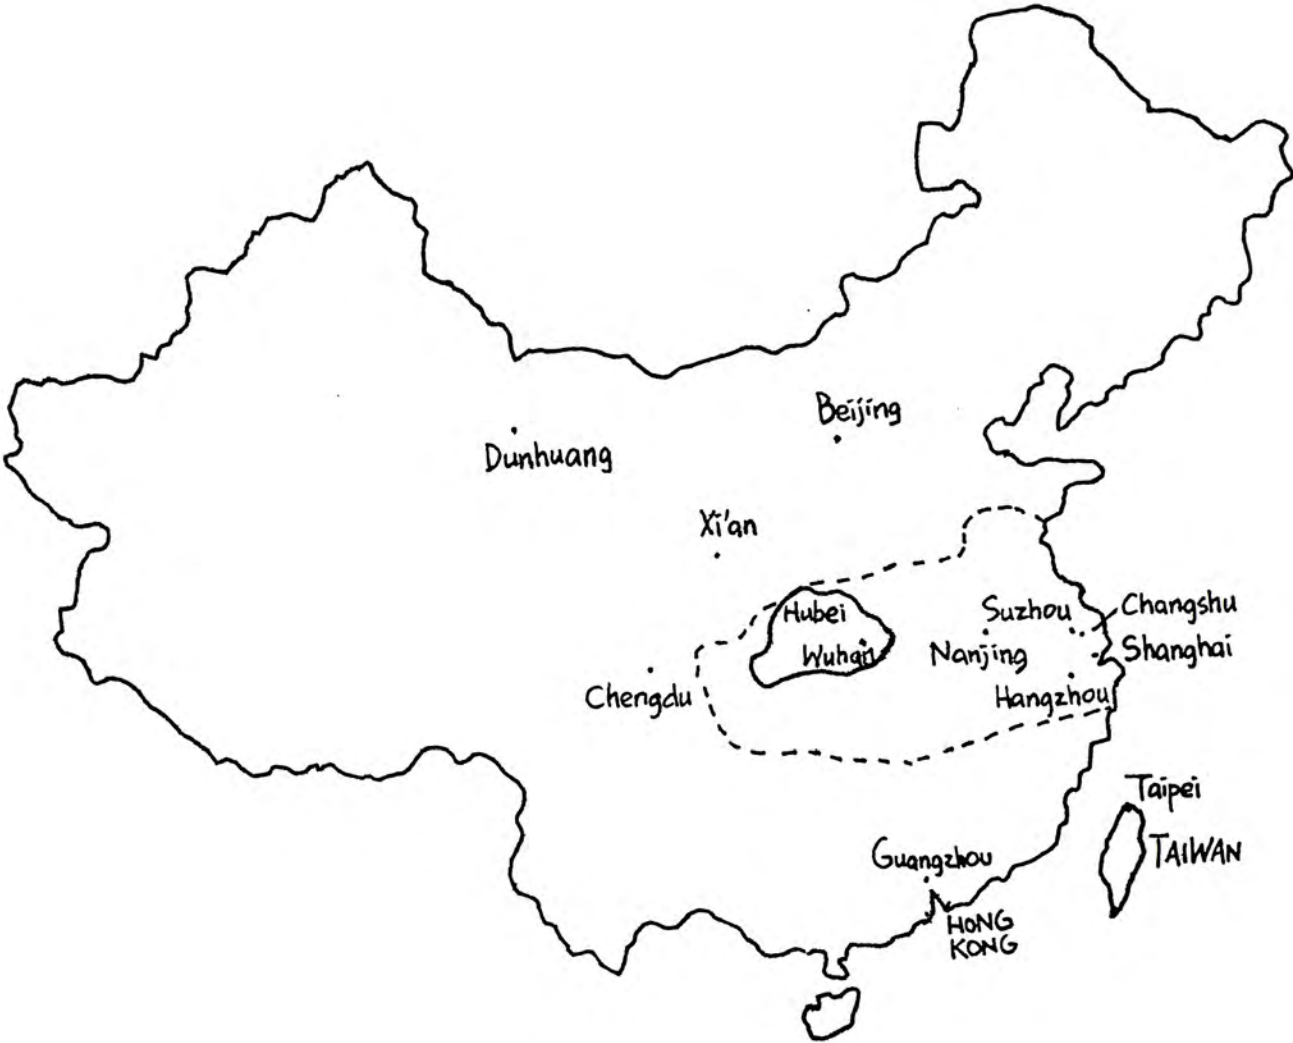 Beijing
Dunhuang
Xi'an
Hubei
Suzhou
Changshu
Wuhan
Nanjing
Shanghai
Chengdu
Hangzhou
Taipei
Guangzhou
TAIWAN
HONG
KONG